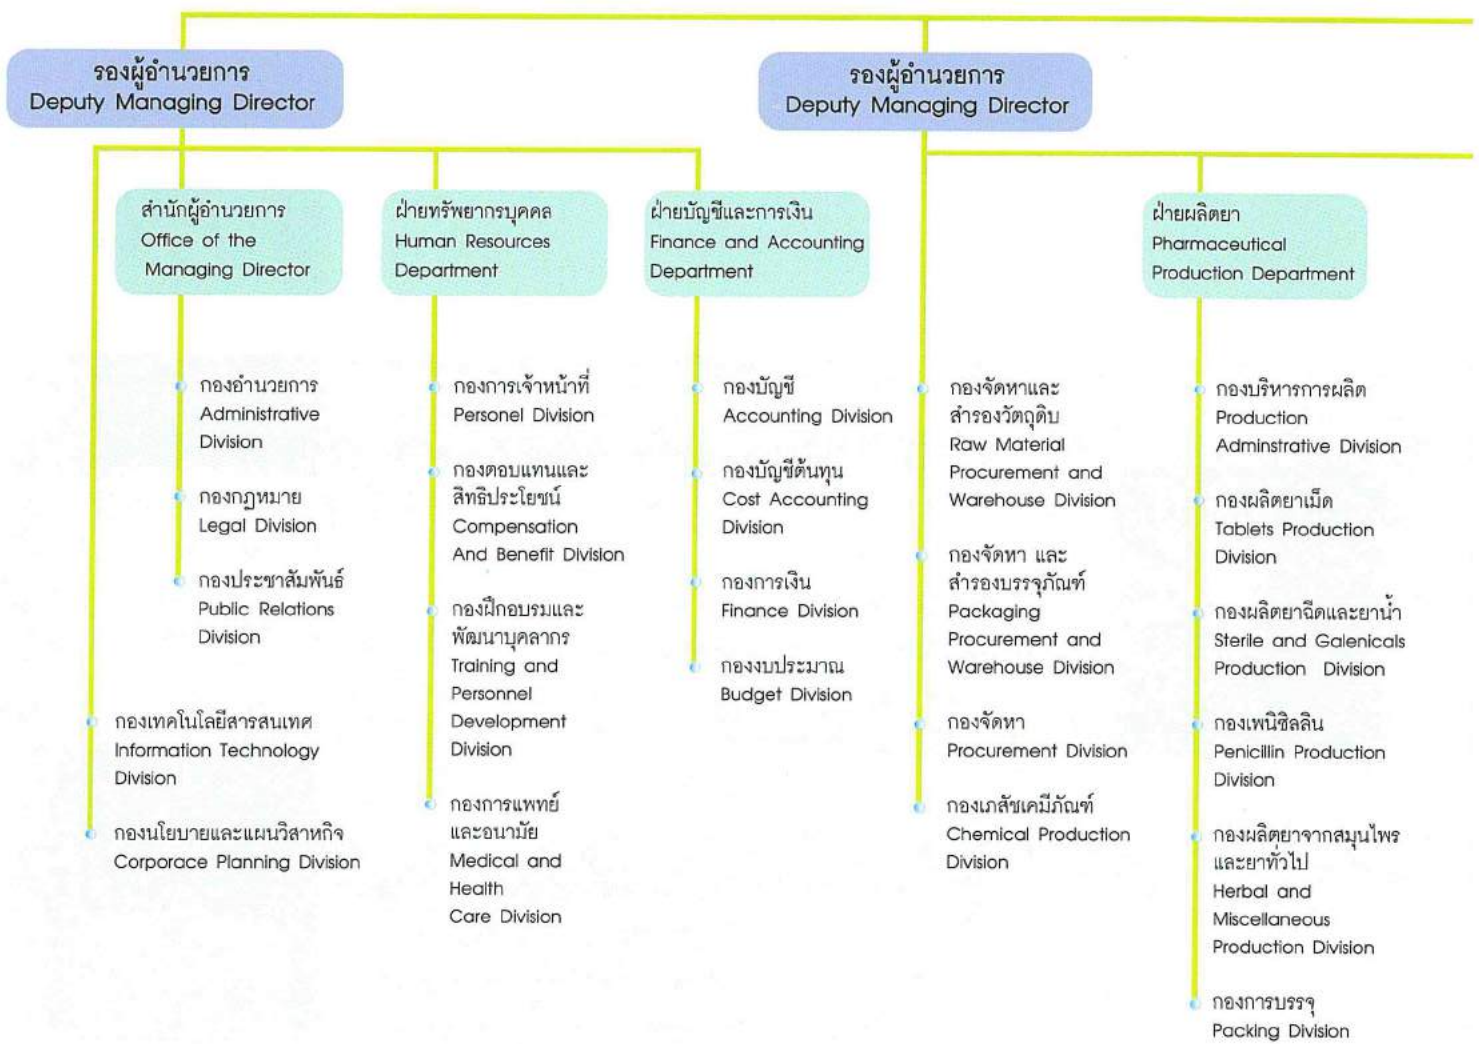 รองผู้อำนวยการ
Deputy Managing Director
รองผู้อำนวยการ
Deputy Managing Director
สำนักผู้อำนวยการ
Office of the
Managing Director
ฝ่ายทรัพยากรบุคคล
Human Resources
Department
ฝ่ายบัญชีและการเงิน
Finance and Accounting
Department
ฝ่ายผลิตยา
Pharmaceutical
Production Department
กองอำนวยการ
Administrative
Division
กองกฎหมาย
Legal Division
กองประชาสัมพันธ์
Public Relations
Division
กองเทคโนโลยีสารสนเทศ
Information Technology
Division
กองนโยบายและแผนวิสาหกิจ
Corporace Planning Division
กองการเจ้าหน้าที่
Personel Division
กองตอบแทนและ
สิทธิประโยชน์
Compensation
And Benefit Division
กองฝึกอบรมและ
พัฒนาบุคลากร
Training and
Personnel
Development
Division
กองการแพทย์
และอนามัย
Medical and
Health
Care Division
กองบัญชี
Accounting Division
กองบัญชีต้นทุน
Cost Accounting
Division
กองการเงิน
Finance Division
กองงบประมาณ
Budget Division
กองจัดหาและ
สำรองวัตถุดิบ
Raw Material
Procurement and
Warehouse Division
กองจัดหา และ
สำรองบรรจุภัณฑ์
Packaging
Procurement and
Warehouse Division
กองจัดหา
Procurement Division
กองเภสัชเคมีภัณฑ์
Chemical Production
Division
กองบริหารการผลิต
Production
Adminstrative Division
กองผลิตยาเม็ด
Tablets Production
Division
กองผลิตยาฉีดและยาน้ำ
Sterile and Galenicals
Production Division
กองเพนิซิลลิน
Penicillin Production
Division
กองผลิตยาจากสมุนไพร
และยาทั่วไป
Herbal and
Miscellaneous
Production Division
กองการบรรจุ
Packing Division